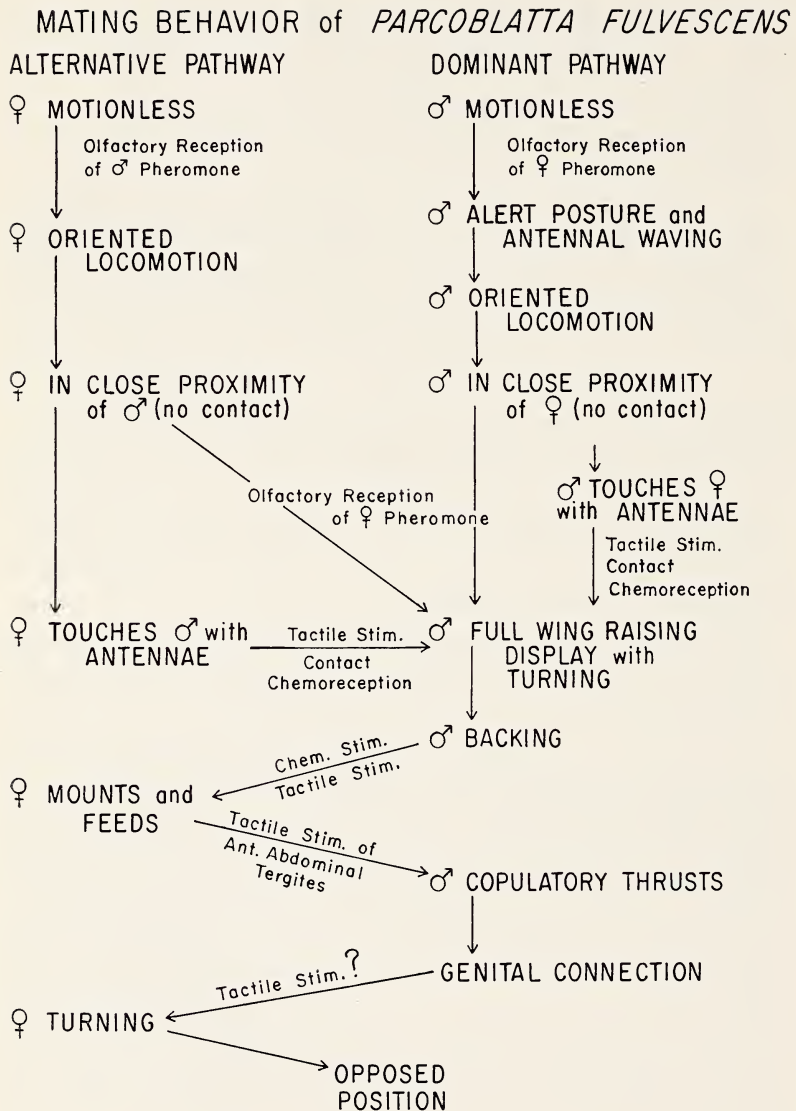 MATING BEHAVIOR of PARCOBLATTA FULVESCENS
ALTERNATIVE PATHWAY
DOMINANT PATHWAY
♀ MOTIONLESS
♂ MOTIONLESS
Olfactory Reception
of ♂ Pheromone
Olfactory Reception
of ♀ Pheromone
♂ ALERT POSTURE and
ANTENNAL WAVING
♀ ORIENTED
LOCOMOTION
♂ ORIENTED
LOCOMOTION
♀ IN CLOSE PROXIMITY
of ♂ (no contact)
♂ IN CLOSE PROXIMITY
of ♀ (no contact)
Olfactory Reception
of ♀ Pheromone
♂ TOUCHES ♀
with ANTENNAE
Tactile Stim.
Contact
Chemoreception
♀ TOUCHES ♂ with
ANTENNAE
Tactile Stim.
Contact
Chemoreception
♂ FULL WING RAISING
DISPLAY with
TURNING
♂ BACKING
Chem. Stim.
Tactile Stim.
♀ MOUNTS and
FEEDS
Tactile Stim. of
Ant. Abdominal
Tergites
♂ COPULATORY THRUSTS
GENITAL CONNECTION
Tactile Stim.?
♀ TURNING
OPPOSED
POSITION